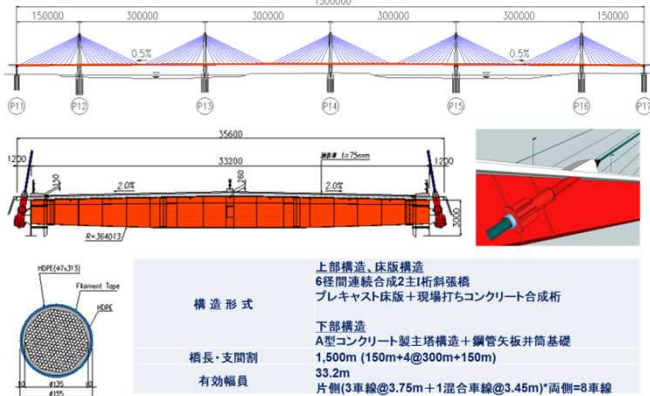 1500000
150000 300000 300000 300000 300000 150000
0.5% 0.5%
P11 P12 P13 P14 P15 P16 P17
35600
1200 33200 1200
t=75mm
2.0% 260 2.0%
3000
R=364013
HDPE(φ7x313)
Filament Tape
HDPE
φ135
φ155
構造形式
上部構造、床版構造
6径間連続合成2主I桁斜張橋
プレキャスト床版+現場打ちコンクリート合成桁
下部構造
A型コンクリート製主塔構造+鋼管矢板井筒基礎
橋長・支間割
1,500m (150m+4@300m+150m)
有効幅員
33.2m
片側(3車線@3.75m+1混合車線@3.45m)*両側=8車線